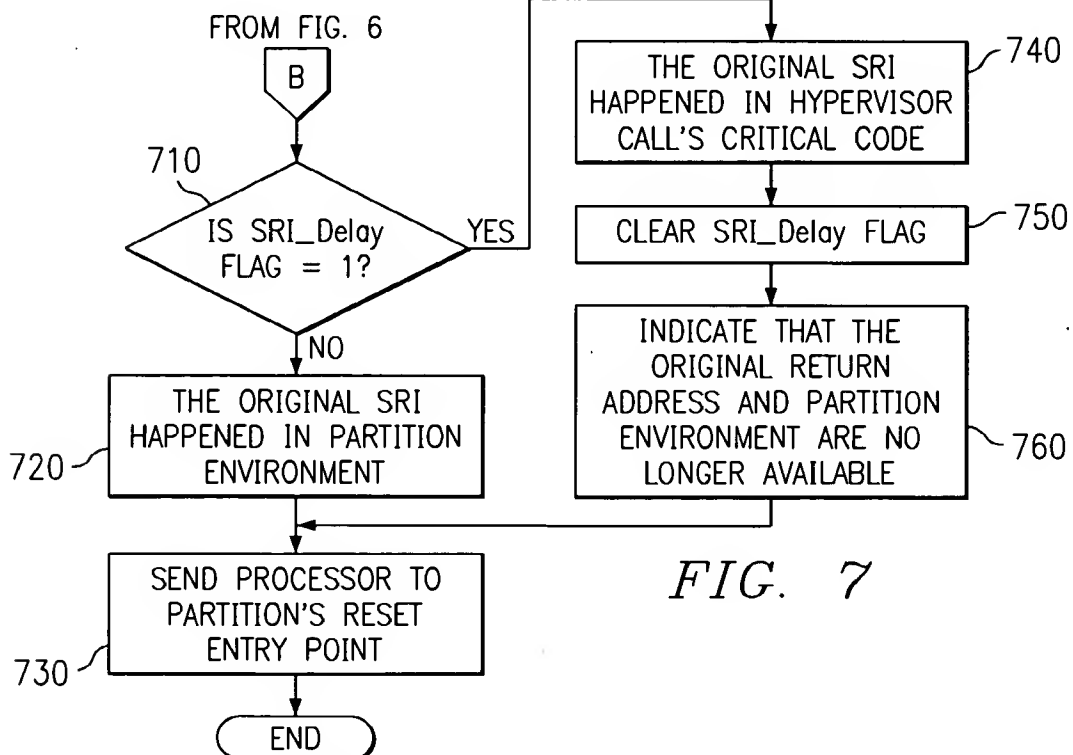 FROM FIG. 6
B
710
IS SRI_Delay
FLAG = 1?
YES
NO
THE ORIGINAL SRI
HAPPENED IN PARTITION
ENVIRONMENT
720
SEND PROCESSOR TO
PARTITION'S RESET
ENTRY POINT
730
END
THE ORIGINAL SRI
HAPPENED IN HYPERVISOR
CALL'S CRITICAL CODE
740
CLEAR SRI_Delay FLAG
750
INDICATE THAT THE
ORIGINAL RETURN
ADDRESS AND PARTITION
ENVIRONMENT ARE NO
LONGER AVAILABLE
760
FIG. 7